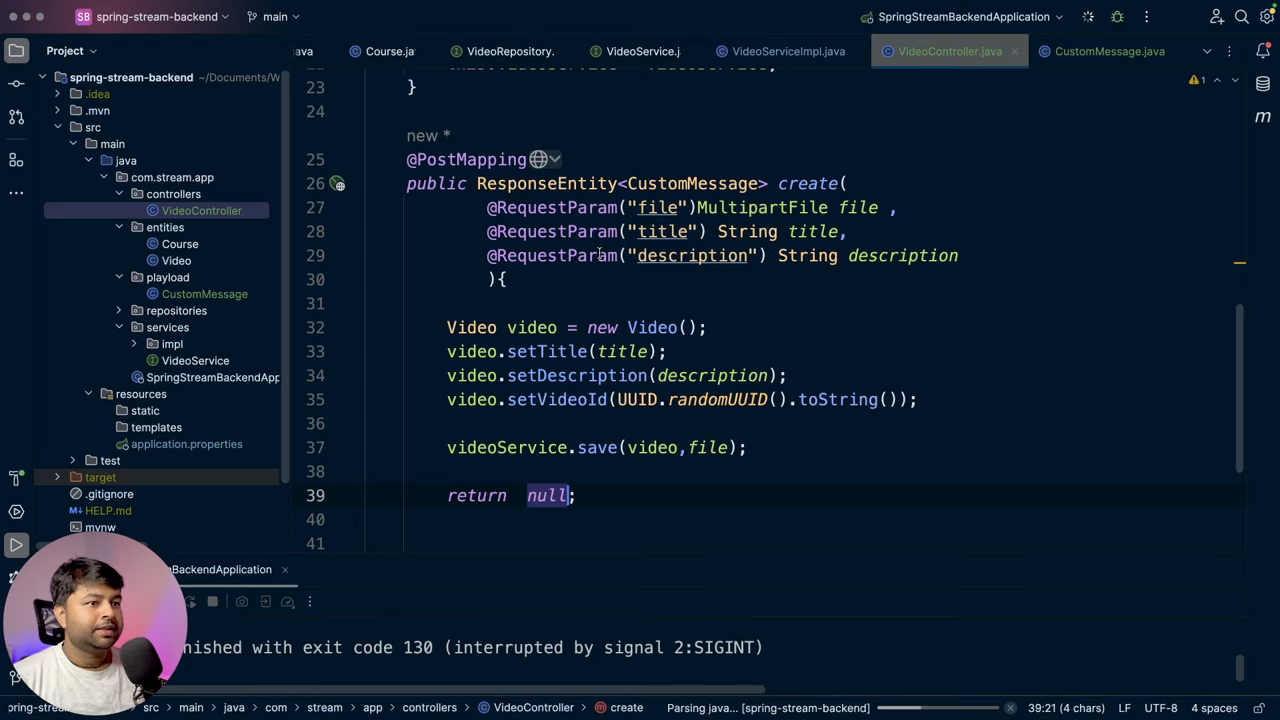 SB spring-stream-backend main SpringStreamBackendApplication
Project
java Course.ja VideoRepository. VideoService.j VideoServiceImpl.java VideoController.java CustomMessage.java
spring-stream-backend ~/Documents/W
.idea
.mvn
src
main
java
com.stream.app
controllers
VideoController
entities
Course
Video
playload
CustomMessage
repositories
services
impl
VideoService
SpringStreamBackendApp
resources
static
templates
application.properties
test
target
.gitignore
HELP.md
mvnw
1
23 }
24
new *
25 @PostMapping
26 public ResponseEntity<CustomMessage> create(
27 @RequestParam("file")MultipartFile file ,
28 @RequestParam("title") String title,
29 @RequestParam("description") String description
30 ){
31
32 Video video = new Video();
33 video.setTitle(title);
34 video.setDescription(description);
35 video.setVideoId(UUID.randomUUID().toString());
36
37 videoService.save(video,file);
38
39 return null;
40
41
BackendApplication
nished with exit code 130 (interrupted by signal 2:SIGINT)
ng-stream-backend src main java com stream app controllers VideoController create Parsing java... [spring-stream-backend] 39:21 (4 chars) LF UTF-8 4 spaces